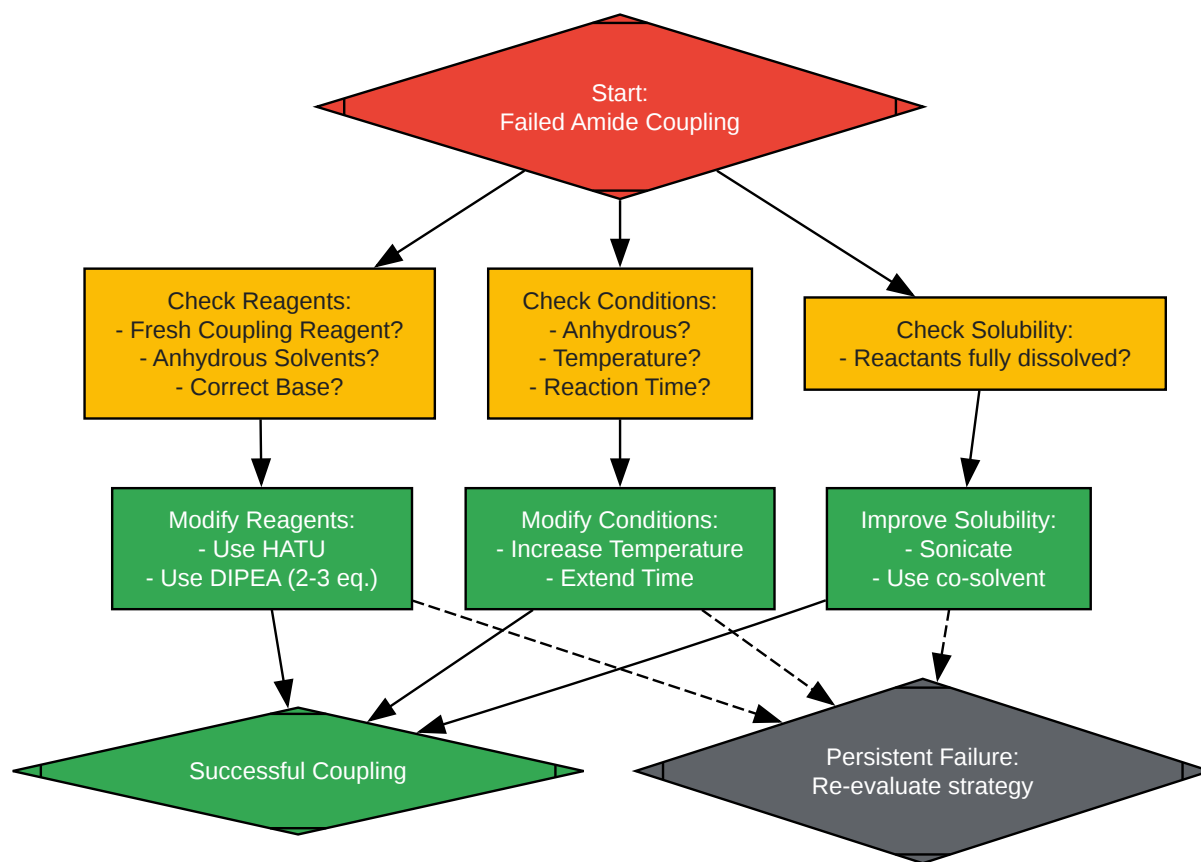 Start:
Failed Amide Coupling
Check Reagents:
- Fresh Coupling Reagent?
- Anhydrous Solvents?
- Correct Base?
Check Conditions:
- Anhydrous?
- Temperature?
- Reaction Time?
Check Solubility:
- Reactants fully dissolved?
Modify Reagents:
- Use HATU
- Use DIPEA (2-3 eq.)
Modify Conditions:
- Increase Temperature
- Extend Time
Improve Solubility:
- Sonicate
- Use co-solvent
Successful Coupling
Persistent Failure:
Re-evaluate strategy